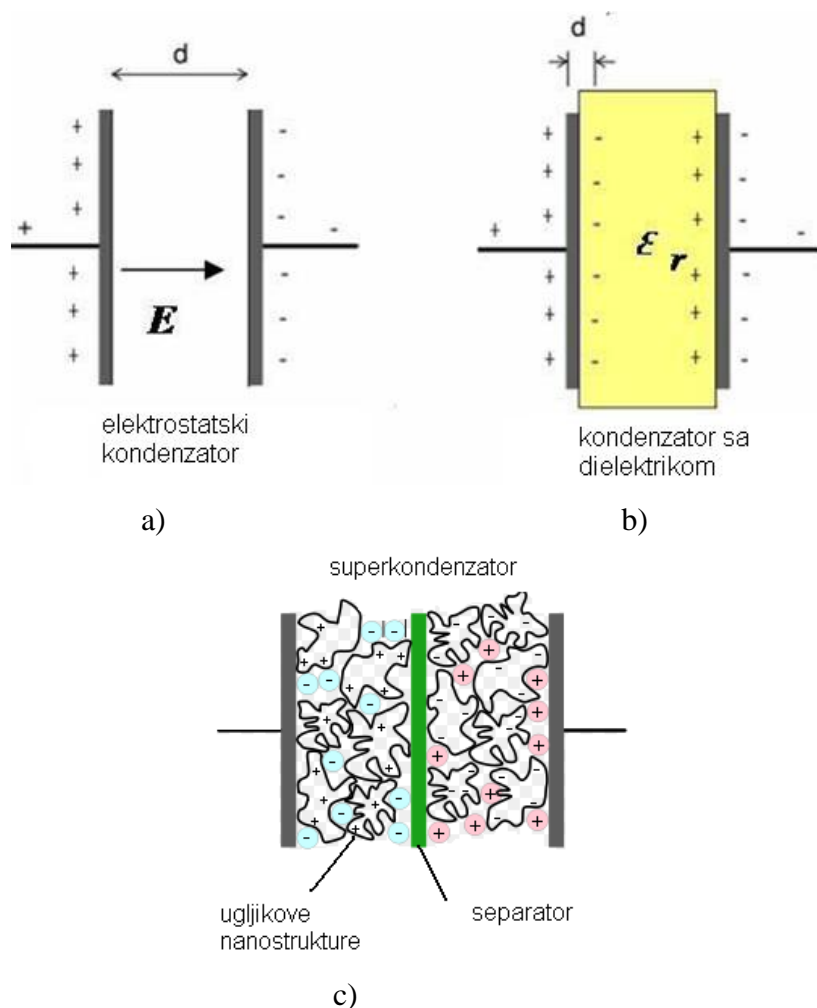 d
E
elektrostatski
kondenzator
a)
d
ε r
kondenzator sa
dielektrikom
b)
superkondenzator
ugljikove
nanostrukture
separator
c)